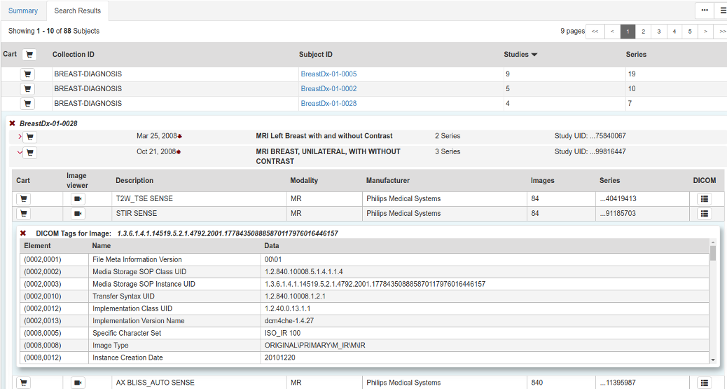 Summary Search Results
Showing 1 - 10 of 88 Subjects 9 pages << < 1 2 3 4 5 > >>
Cart Collection ID Subject ID Studies Series
BREAST-DIAGNOSIS BreastDx-01-0005 9 19
BREAST-DIAGNOSIS BreastDx-01-0002 5 10
BREAST-DIAGNOSIS BreastDx-01-0028 4 7
BreastDx-01-0028
Mar 25, 2008 MRI Left Breast with and without Contrast 2 Series Study UID: ...75840067
Oct 21, 2008 MRI BREAST, UNILATERAL, WITH WITHOUT CONTRAST 3 Series Study UID: ...99816447
Cart Image viewer Description Modality Manufacturer Images Series DICOM
T2W_TSE SENSE MR Philips Medical Systems 84 ...40419413
STIR SENSE MR Philips Medical Systems 84 ...91185703
DICOM Tags for Image: 1.3.6.1.4.1.14519.5.2.1.4792.2001.177843508885870117976016446157
Element Name Data
(0002,0001) File Meta Information Version 00\01
(0002,0002) Media Storage SOP Class UID 1.2.840.10008.5.1.4.1.1.4
(0002,0003) Media Storage SOP Instance UID 1.3.6.1.4.1.14519.5.2.1.4792.2001.177843508885870117976016446157
(0002,0010) Transfer Syntax UID 1.2.840.10008.1.2.1
(0002,0012) Implementation Class UID 1.2.40.0.13.1.1
(0002,0013) Implementation Version Name dcm4che-1.4.27
(0008,0005) Specific Character Set ISO_IR 100
(0008,0008) Image Type ORIGINAL\PRIMARY\M_IR\M\IR
(0008,0012) Instance Creation Date 20101220
AX BLISS_AUTO SENSE MR Philips Medical Systems 840 ...11395987